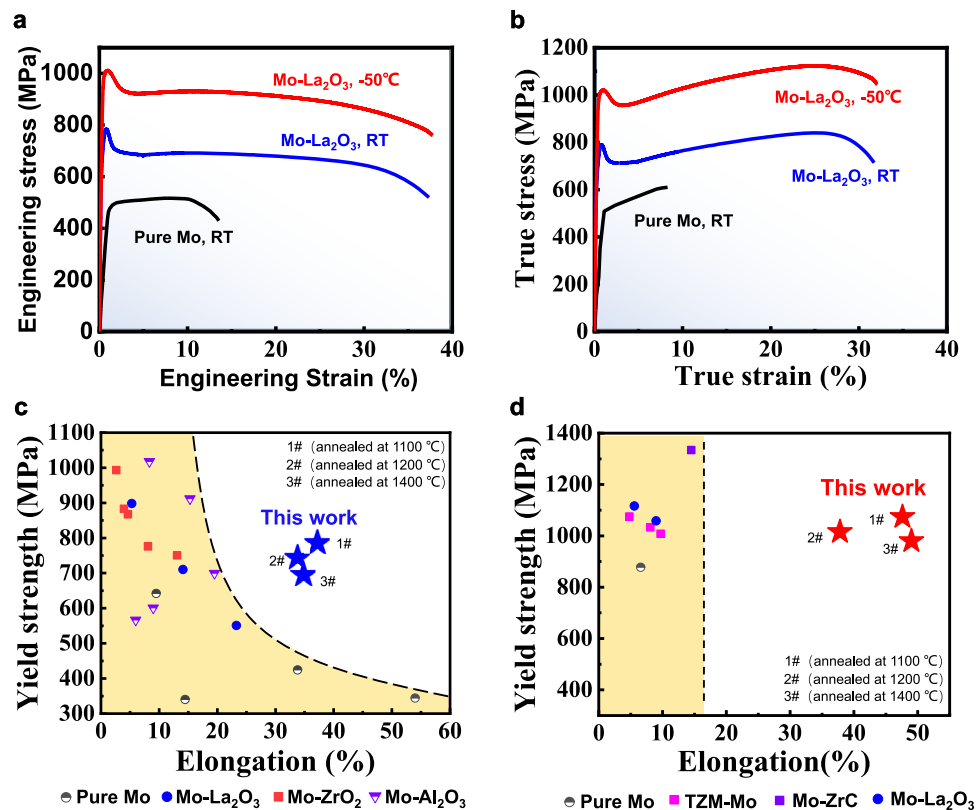 a
Engineering stress (MPa)
1000
800
600
400
200
0
Mo-La₂O₃, -50℃
Mo-La₂O₃, RT
Pure Mo, RT
0 10 20 30 40
Engineering Strain (%)
b
True stress (MPa)
1200
1000
800
600
400
200
0
Mo-La₂O₃, -50℃
Mo-La₂O₃, RT
Pure Mo, RT
0 10 20 30 40
True strain (%)
c
Yield strength (MPa)
1100
1000
900
800
700
600
500
400
300
1# (annealed at 1100 ℃)
2# (annealed at 1200 ℃)
3# (annealed at 1400 ℃)
This work
1#
2#
3#
0 10 20 30 40 50 60
Elongation (%)
Pure Mo Mo-La₂O₃ Mo-ZrO₂ Mo-Al₂O₃
d
Yield strength (MPa)
1400
1200
1000
800
600
400
This work
1#
2#
3#
1# (annealed at 1100 ℃)
2# (annealed at 1200 ℃)
3# (annealed at 1400 ℃)
0 10 20 30 40 50
Elongation(%)
Pure Mo TZM-Mo Mo-ZrC Mo-La₂O₃